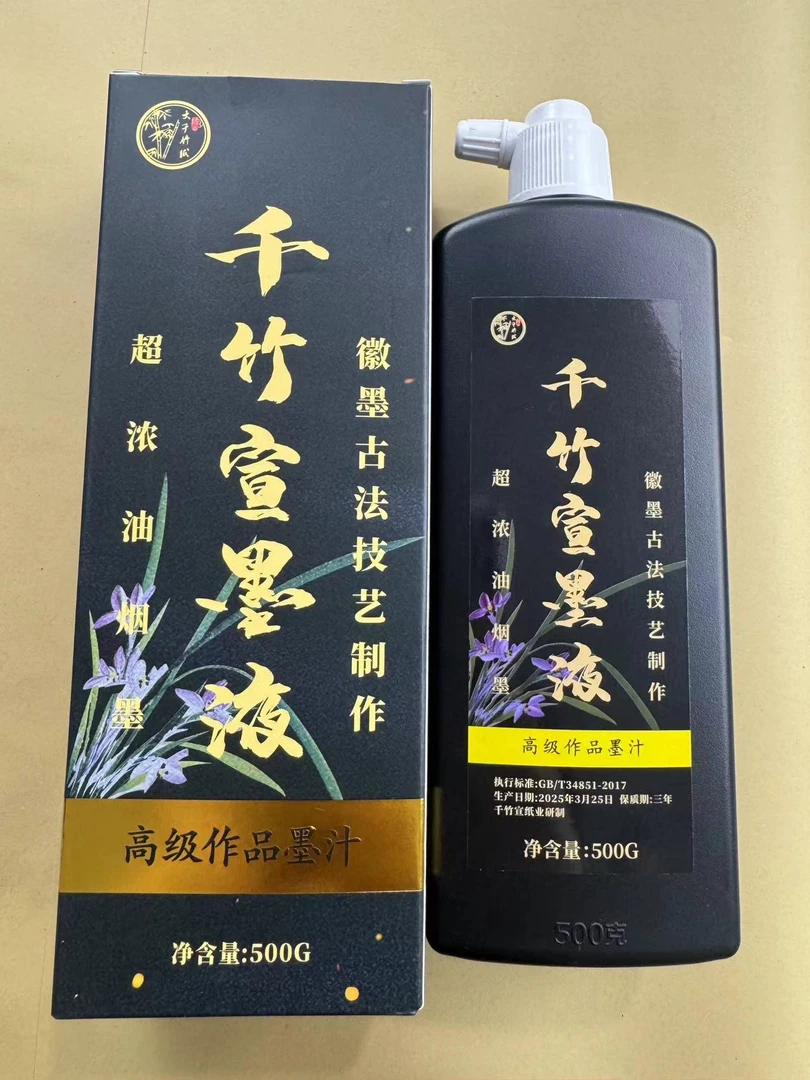 大千竹纸
千竹宣墨液
徽墨古法技艺制作
超浓油烟墨
高级作品墨汁
净含量:500G
千竹宣墨液
徽墨古法技艺制作
超浓油烟墨
高级作品墨汁
执行标准:GB/T34851-2017
生产日期:2025年3月25日 保质期:三年
千竹宣纸业研制
净含量:500G
500克